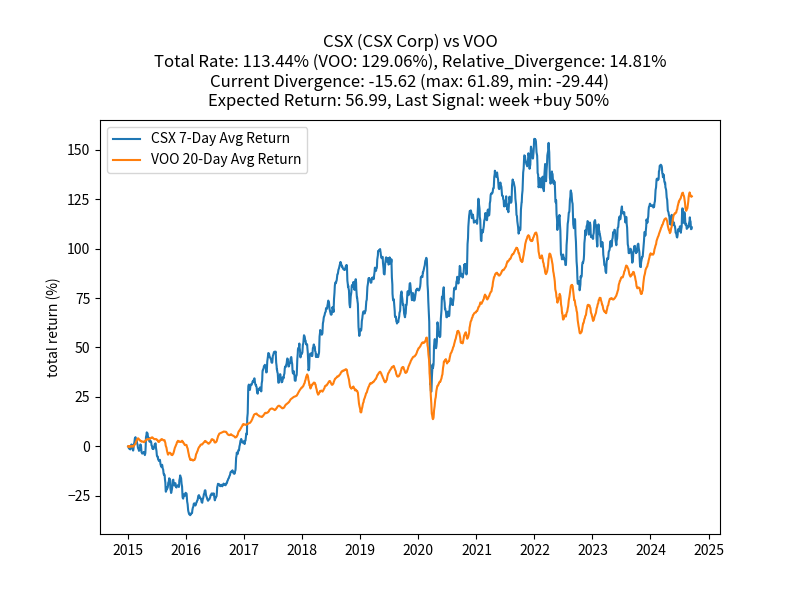 CSX (CSX Corp) vs VOO
Total Rate: 113.44% (VOO: 129.06%), Relative_Divergence: 14.81%
Current Divergence: -15.62 (max: 61.89, min: -29.44)
Expected Return: 56.99, Last Signal: week +buy 50%
CSX 7-Day Avg Return
VOO 20-Day Avg Return
total return (%)
150
125
100
75
50
25
0
−25
2015 2016 2017 2018 2019 2020 2021 2022 2023 2024 2025